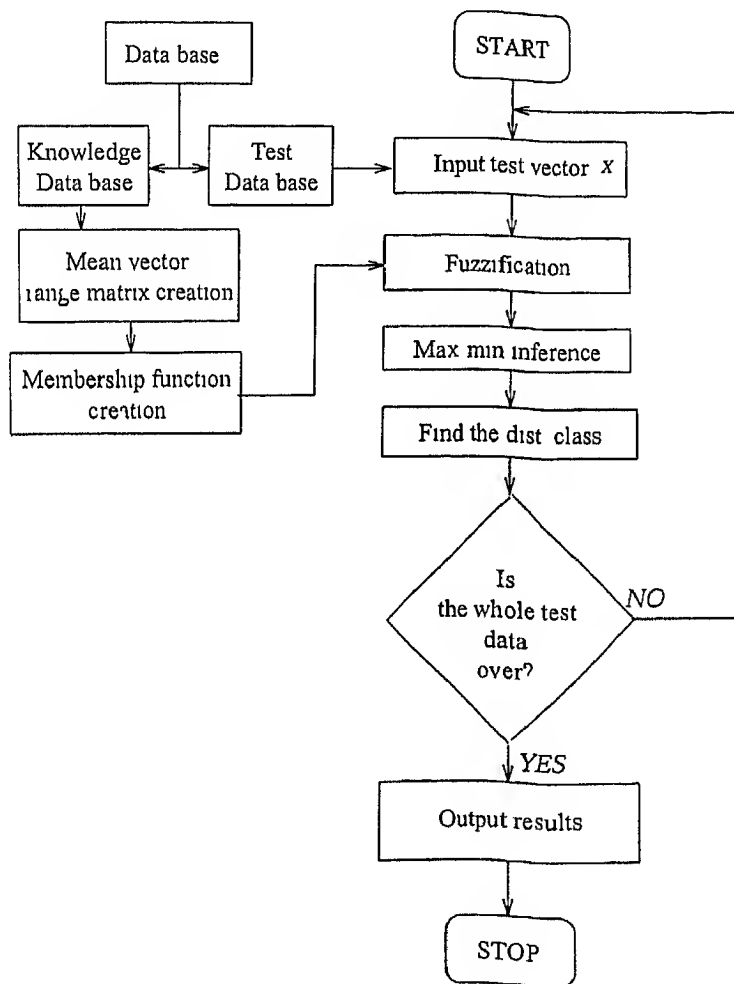 START
Data base
Knowledge
Data base
Test
Data base
Input test vector x
Mean vector
range matrix creation
Fuzzification
Max min inference
Membership function
creation
Find the dist class
Is
the whole test
data
over?
NO
YES
Output results
STOP